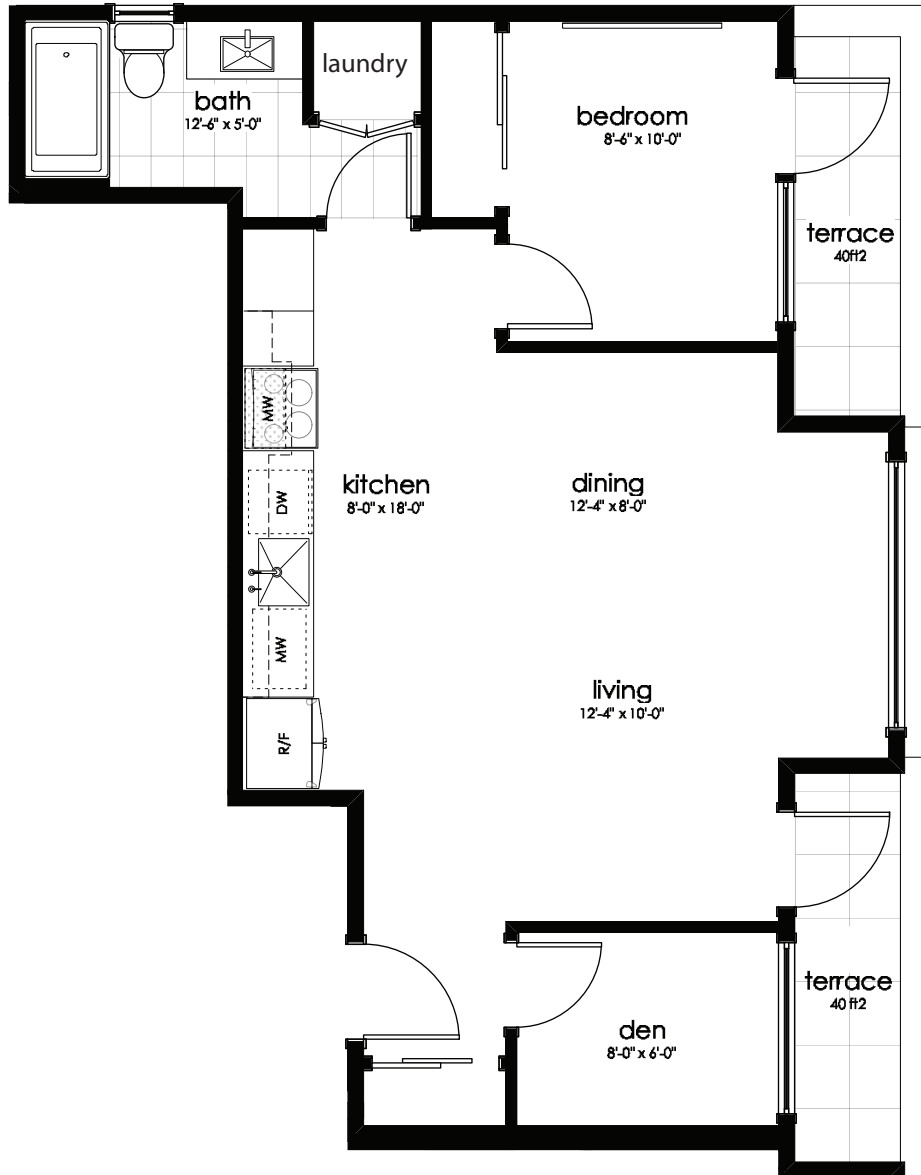 laundry
bath
12'-6" x 5'-0"
bedroom
8'-6" x 10'-0"
terrace
40ft2
MW
kitchen
8'-0" x 18'-0"
dining
12'-4" x 8'-0"
DW
MW
living
12'-4" x 10'-0"
R/F
terrace
40 ft2
den
8'-0" x 6'-0"